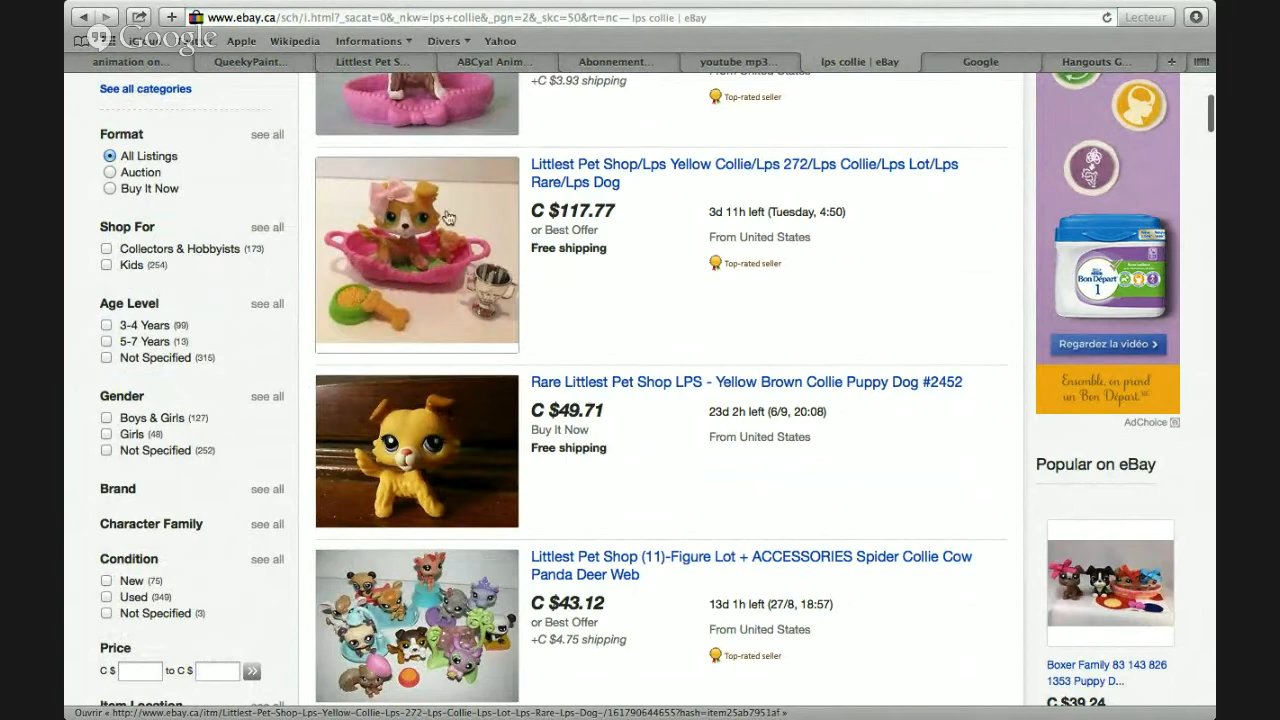 www.ebay.ca/sch/i.html?_sacat=0&_nkw=lps+collie&_pgn=2&_skc=50&rt=nc — lps collie | eBay
Lecteur
Google
Apple Wikipedia Informations Divers Yahoo
animation on... QueekyPaint... Littlest Pet S... ABCya! Anim... Abonnement... youtube mp3... lps collie | eBay Google Hangouts G... +
See all categories
Format see all
All Listings
Auction
Buy It Now
Shop For see all
Collectors & Hobbyists (173)
Kids (254)
Age Level see all
3-4 Years (99)
5-7 Years (13)
Not Specified (315)
Gender see all
Boys & Girls (127)
Girls (48)
Not Specified (252)
Brand see all
Character Family see all
Condition see all
New (75)
Used (349)
Not Specified (3)
Price
C $ to C $ »
+C $3.93 shipping
Top-rated seller
Littlest Pet Shop/Lps Yellow Collie/Lps 272/Lps Collie/Lps Lot/Lps
Rare/Lps Dog
C $117.77 3d 11h left (Tuesday, 4:50)
or Best Offer
Free shipping From United States
Top-rated seller
Rare Littlest Pet Shop LPS - Yellow Brown Collie Puppy Dog #2452
C $49.71 23d 2h left (6/9, 20:08)
Buy It Now
Free shipping From United States
Littlest Pet Shop (11)-Figure Lot + ACCESSORIES Spider Collie Cow
Panda Deer Web
C $43.12 13d 1h left (27/8, 18:57)
or Best Offer
+C $4.75 shipping From United States
Top-rated seller
Bon Départ
1
Regardez la vidéo
Ensemble, on prend
un Bon Départ
AdChoice
Popular on eBay
Boxer Family 83 143 826
1353 Puppy D...
C $39.24
Ouvrir « http://www.ebay.ca/itm/Littlest-Pet-Shop-Lps-Yellow-Collie-Lps-272-Lps-Collie-Lps-Lot-Lps-Rare-Lps-Dog-/161790644655?hash=item25ab7951af »